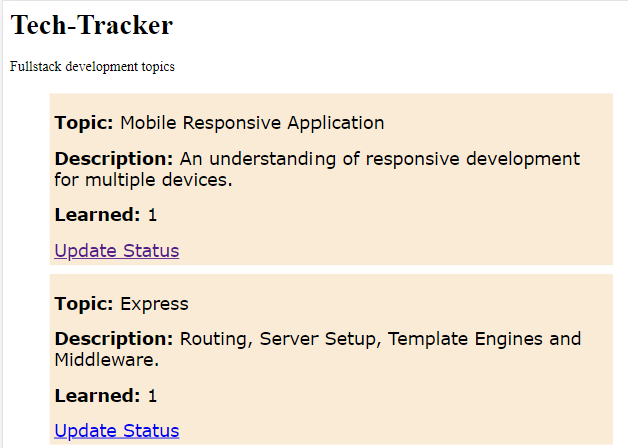 Tech-Tracker
Fullstack development topics
Topic: Mobile Responsive Application
Description: An understanding of responsive development
for multiple devices.
Learned: 1
Update Status
Topic: Express
Description: Routing, Server Setup, Template Engines and
Middleware.
Learned: 1
Update Status